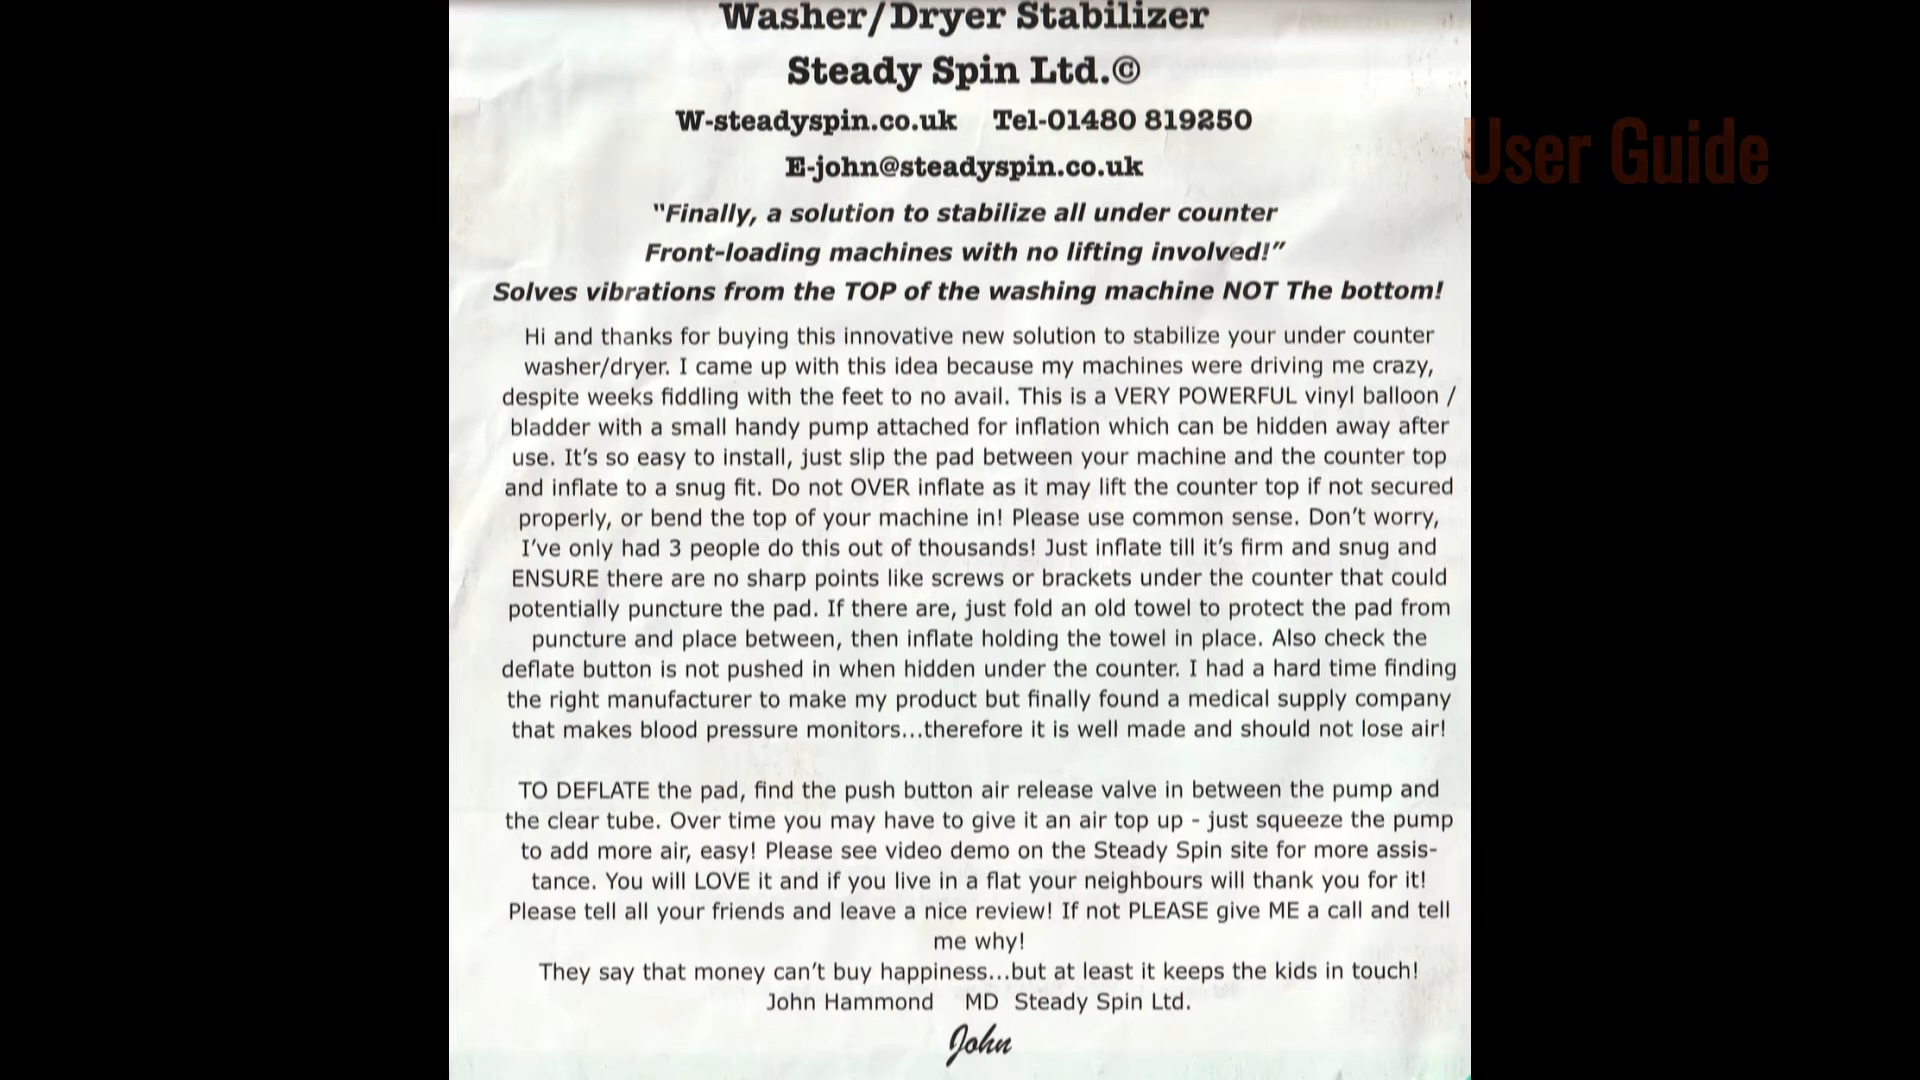 Washer/Dryer Stabilizer
Steady Spin Ltd.©
W-steadyspin.co.uk Tel-01480 819250
E-john@steadyspin.co.uk
"Finally, a solution to stabilize all under counter
Front-loading machines with no lifting involved!”
Solves vibrations from the TOP of the washing machine NOT The bottom!
Hi and thanks for buying this innovative new solution to stabilize your under counter
washer/dryer. I came up with this idea because my machines were driving me crazy,
despite weeks fiddling with the feet to no avail. This is a VERY POWERFUL vinyl balloon /
bladder with a small handy pump attached for inflation which can be hidden away after
use. It’s so easy to install, just slip the pad between your machine and the counter top
and inflate to a snug fit. Do not OVER inflate as it may lift the counter top if not secured
properly, or bend the top of your machine in! Please use common sense. Don’t worry,
I’ve only had 3 people do this out of thousands! Just inflate till it’s firm and snug and
ENSURE there are no sharp points like screws or brackets under the counter that could
potentially puncture the pad. If there are, just fold an old towel to protect the pad from
puncture and place between, then inflate holding the towel in place. Also check the
deflate button is not pushed in when hidden under the counter. I had a hard time finding
the right manufacturer to make my product but finally found a medical supply company
that makes blood pressure monitors...therefore it is well made and should not lose air!
TO DEFLATE the pad, find the push button air release valve in between the pump and
the clear tube. Over time you may have to give it an air top up - just squeeze the pump
to add more air, easy! Please see video demo on the Steady Spin site for more assis-
tance. You will LOVE it and if you live in a flat your neighbours will thank you for it!
Please tell all your friends and leave a nice review! If not PLEASE give ME a call and tell
me why!
They say that money can’t buy happiness...but at least it keeps the kids in touch!
John Hammond MD Steady Spin Ltd.
John
User Guide